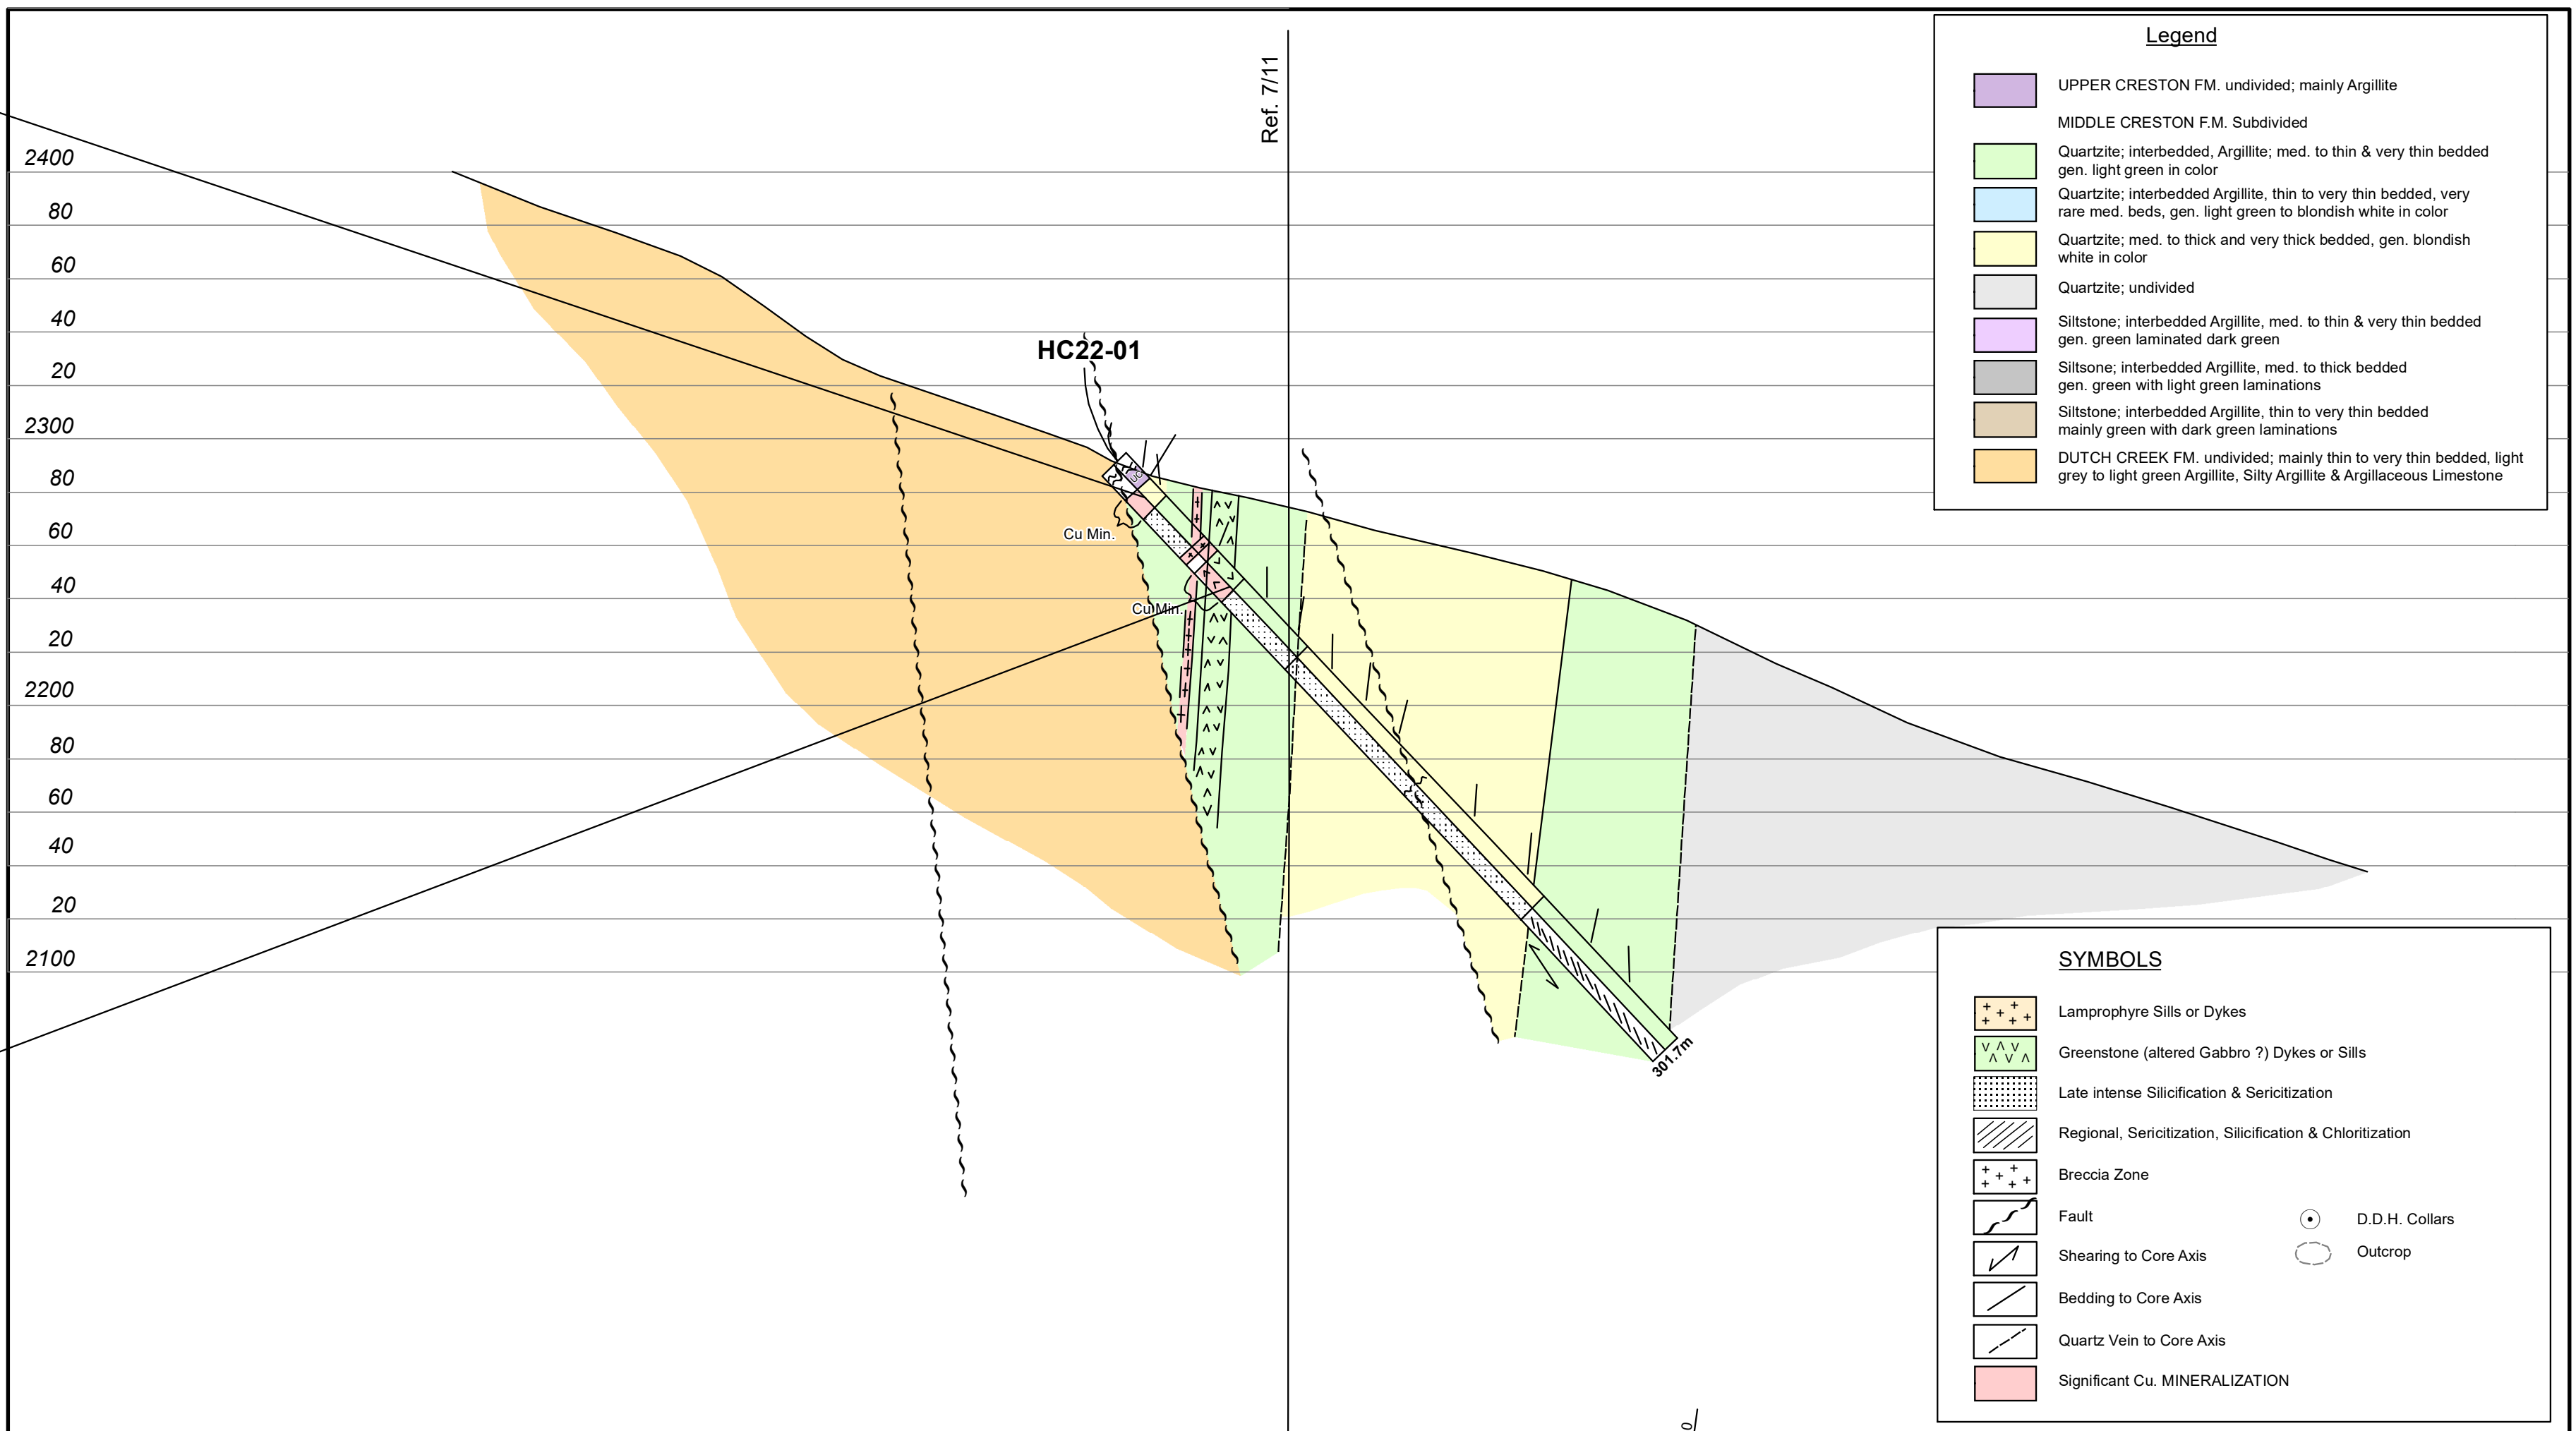 Legend
UPPER CRESTON FM. undivided; mainly Argillite
MIDDLE CRESTON F.M. Subdivided
Quartzite; interbedded, Argillite; med. to thin & very thin bedded
gen. light green in color
Quartzite; interbedded Argillite, thin to very thin bedded, very
rare med. beds, gen. light green to blondish white in color
Quartzite; med. to thick and very thick bedded, gen. blondish
white in color
Quartzite; undivided
Siltstone; interbedded Argillite, med. to thin & very thin bedded
gen. green laminated dark green
Siltsone; interbedded Argillite, med. to thick bedded
gen. green with light green laminations
Siltstone; interbedded Argillite, thin to very thin bedded
mainly green with dark green laminations
DUTCH CREEK FM. undivided; mainly thin to very thin bedded, light
grey to light green Argillite, Silty Argillite & Argillaceous Limestone
Ref. 7/11
2400
80
60
40
20
2300
80
60
40
20
2200
80
60
40
20
2100
HC22-01
Cu Min.
Cu Min.
301.7m
SYMBOLS
Lamprophyre Sills or Dykes
Greenstone (altered Gabbro ?) Dykes or Sills
Late intense Silicification & Sericitization
Regional, Sericitization, Silicification & Chloritization
Breccia Zone
Fault
D.D.H. Collars
Shearing to Core Axis
Outcrop
Bedding to Core Axis
Quartz Vein to Core Axis
Significant Cu. MINERALIZATION
0